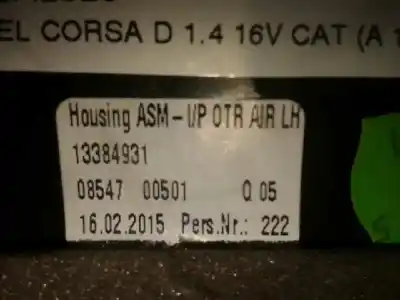 EL CORSA D 1.4 16V CAT (A 1
Housing ASM - I/P OTR AIR LH
13384931
08547 00501 Q 05
16.02.2015 Pers.Nr.: 222